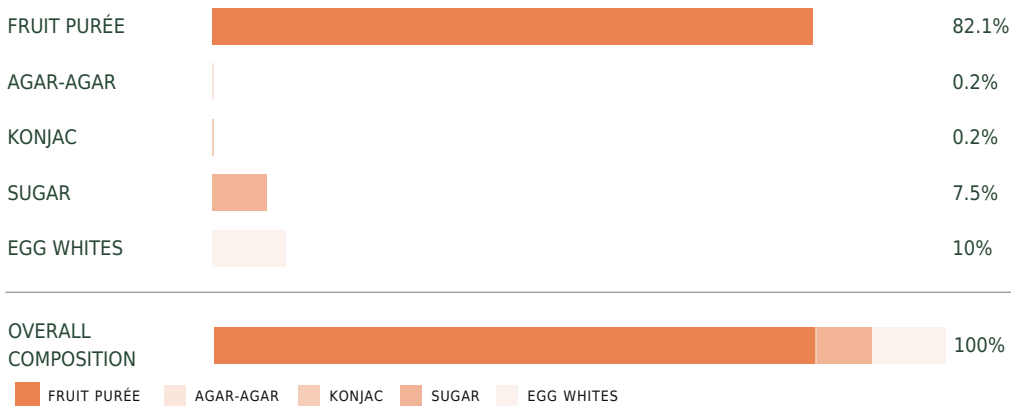 FRUIT PURÉE 82.1%
AGAR-AGAR 0.2%
KONJAC 0.2%
SUGAR 7.5%
EGG WHITES 10%
OVERALL
COMPOSITION 100%
FRUIT PURÉE AGAR-AGAR KONJAC SUGAR EGG WHITES